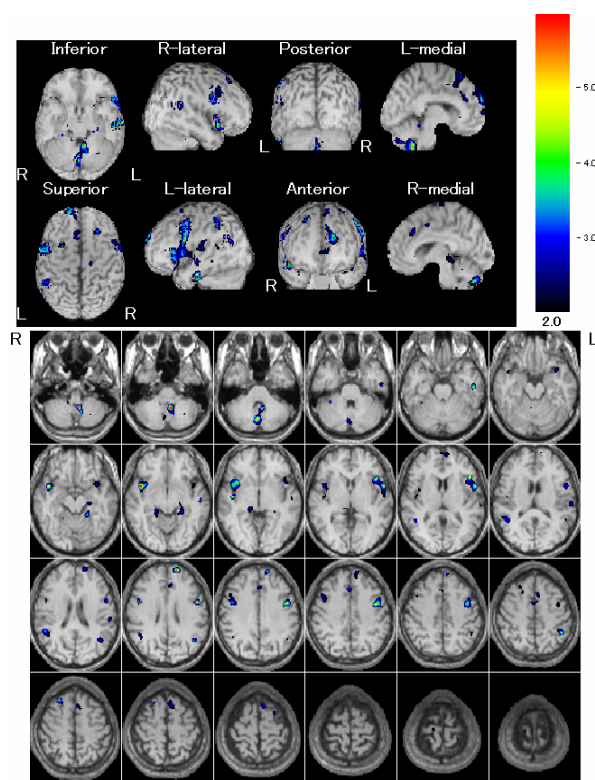 Inferior R-lateral Posterior L-medial
5.0
4.0
R L L R
Superior L-lateral Anterior R-medial
3.0
L R R L
2.0
R L